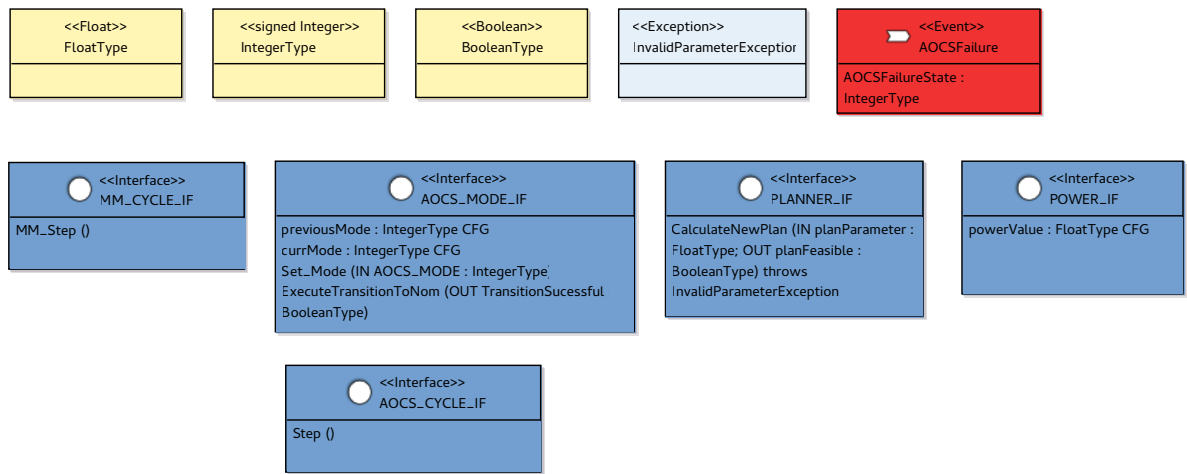 <<Float>>
FloatType
<<signed Integer>>
IntegerType
<<Boolean>>
BooleanType
<<Exception>>
InvalidParameterException
<<Event>>
AOCSFailure
AOCSFailureState :
IntegerType
<<Interface>>
MM_CYCLE_IF
MM_Step ()
<<Interface>>
AOCS_MODE_IF
previousMode : IntegerType CFG
currMode : IntegerType CFG
Set_Mode (IN AOCS_MODE : IntegerType)
ExecuteTransitionToNom (OUT TransitionSucessful
BooleanType)
<<Interface>>
PLANNER_IF
CalculateNewPlan (IN planParameter :
FloatType; OUT planFeasible :
BooleanType) throws
InvalidParameterException
<<Interface>>
POWER_IF
powerValue : FloatType CFG
<<Interface>>
AOCS_CYCLE_IF
Step ()